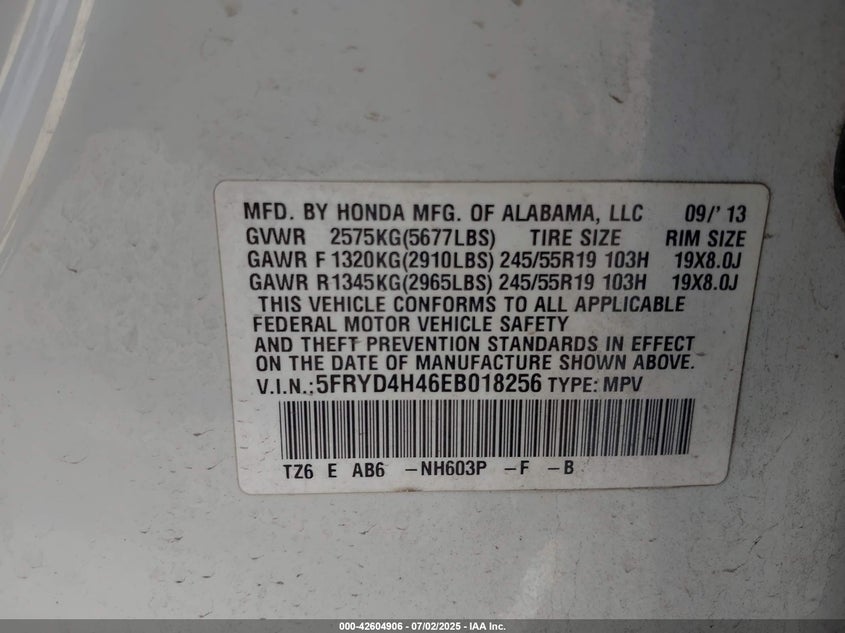 MFD. BY HONDA MFG. OF ALABAMA, LLC 09/' 13
GVWR 2575KG(5677LBS) TIRE SIZE RIM SIZE
GAWR F 1320KG(2910LBS) 245/55R19 103H 19X8.0J
GAWR R1345KG(2965LBS) 245/55R19 103H 19X8.0J
THIS VEHICLE CONFORMS TO ALL APPLICABLE
FEDERAL MOTOR VEHICLE SAFETY
AND THEFT PREVENTION STANDARDS IN EFFECT
ON THE DATE OF MANUFACTURE SHOWN ABOVE.
V.I.N.:5FRYD4H46EB018256 TYPE: MPV
TZ6 E AB6 -NH603P -F -B
000-42604906 - 07/02/2025 - IAA Inc.